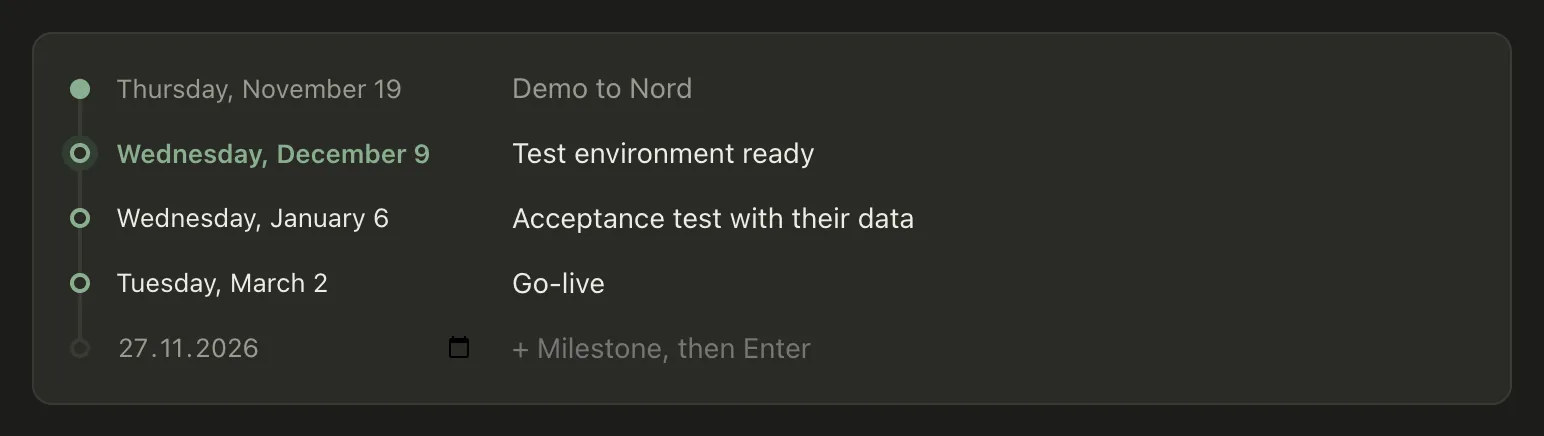 Thursday, November 19 Demo to Nord
Wednesday, December 9 Test environment ready
Wednesday, January 6 Acceptance test with their data
Tuesday, March 2 Go-live
27.11.2026 + Milestone, then Enter